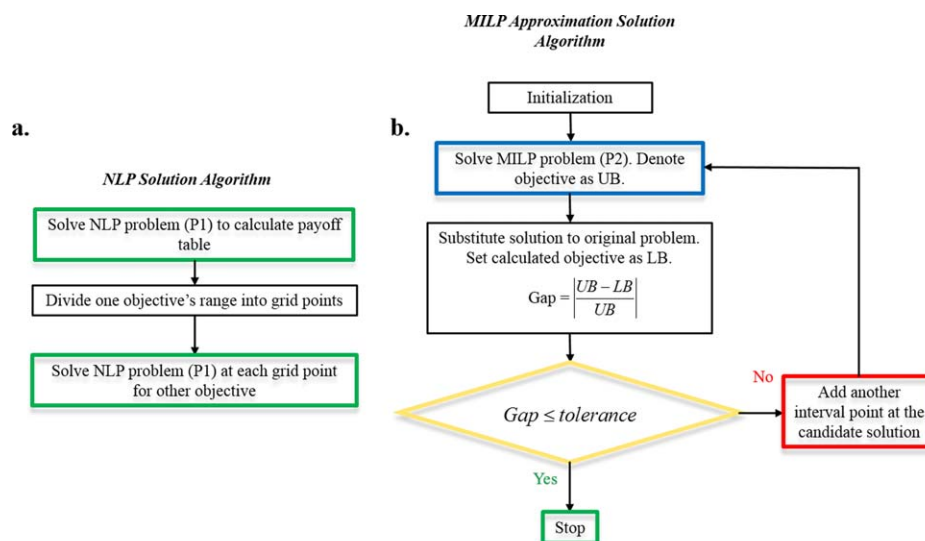 a.
NLP Solution Algorithm
Solve NLP problem (P1) to calculate payoff
table
Divide one objective's range into grid points
Solve NLP problem (P1) at each grid point
for other objective
MILP Approximation Solution
Algorithm
b.
Initialization
Solve MILP problem (P2). Denote
objective as UB.
Substitute solution to original problem.
Set calculated objective as LB.
Gap = |UB − LB / UB|
Gap ≤ tolerance
No
Add another
interval point at the
candidate solution
Yes
Stop